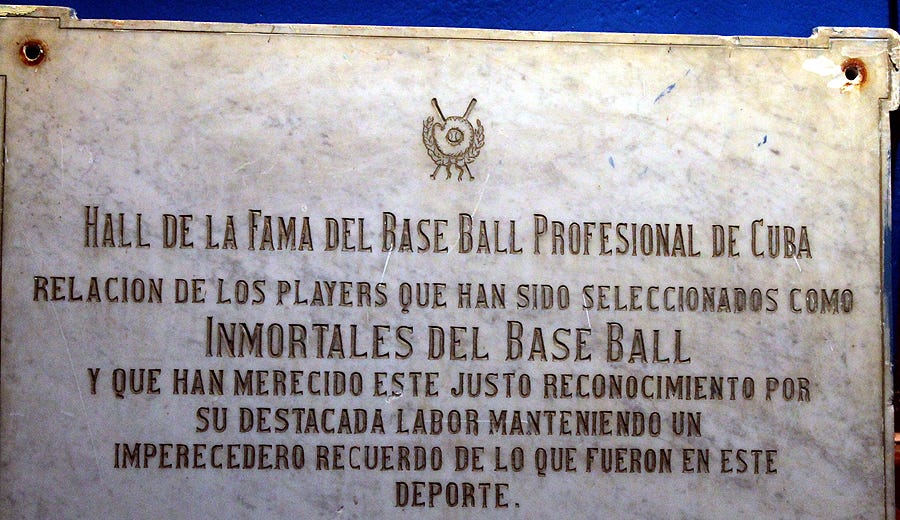 HALL DE LA FAMA DEL BASE BALL PROFESIONAL DE CUBA
RELACION DE LOS PLAYERS QUE HAN SIDO SELECCIONADOS COMO
INMORTALES DEL BASE BALL
Y QUE HAN MERECIDO ESTE JUSTO RECONOCIMIENTO POR
SU DESTACADA LABOR MANTENIENDO UN
IMPERECEDERO RECUERDO DE LO QUE FUERON EN ESTE
DEPORTE.